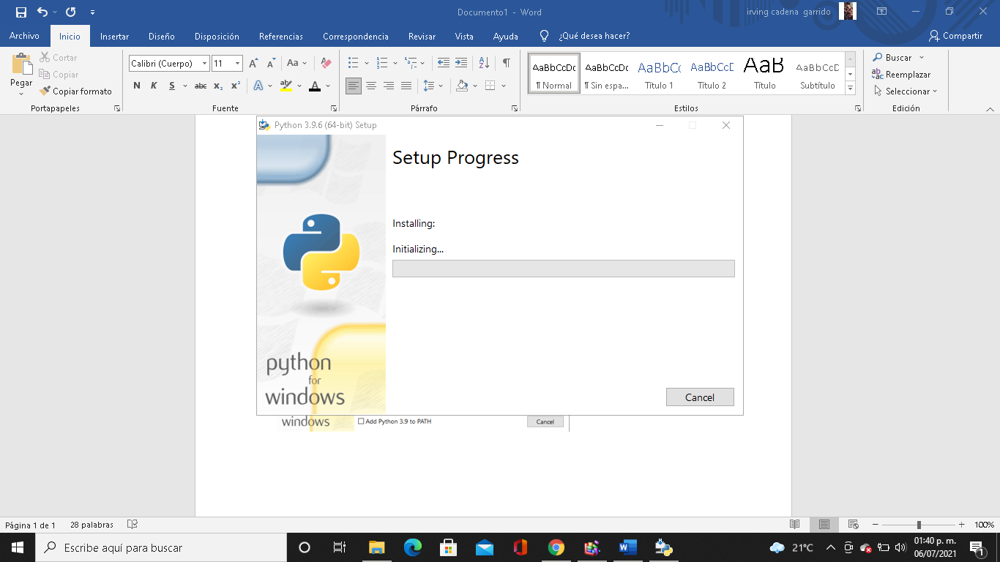 Documento1 - Word
irving cadena garrido
Archivo Inicio Insertar Diseño Disposición Referencias Correspondencia Revisar Vista Ayuda ¿Qué desea hacer? Compartir
Pegar
Cortar
Copiar
Copiar formato
Portapapeles
Calibri (Cuerpo) 11
Aa
N K S abc x₂ x²
Fuente
Párrafo
AaBbCcDc AaBbCcDc AaBbCc AaBbCcD AaB AaBbCcD
¶ Normal ¶ Sin espa... Título 1 Título 2 Título Subtítulo
Estilos
Buscar
Reemplazar
Seleccionar
Edición
Python 3.9.6 (64-bit) Setup
Setup Progress
Installing:
Initializing...
python
for
windows
Cancel
windows
Add Python 3.9 to PATH
Cancel
Página 1 de 1 28 palabras
100%
Escribe aquí para buscar
21°C
01:40 p. m.
06/07/2021
1